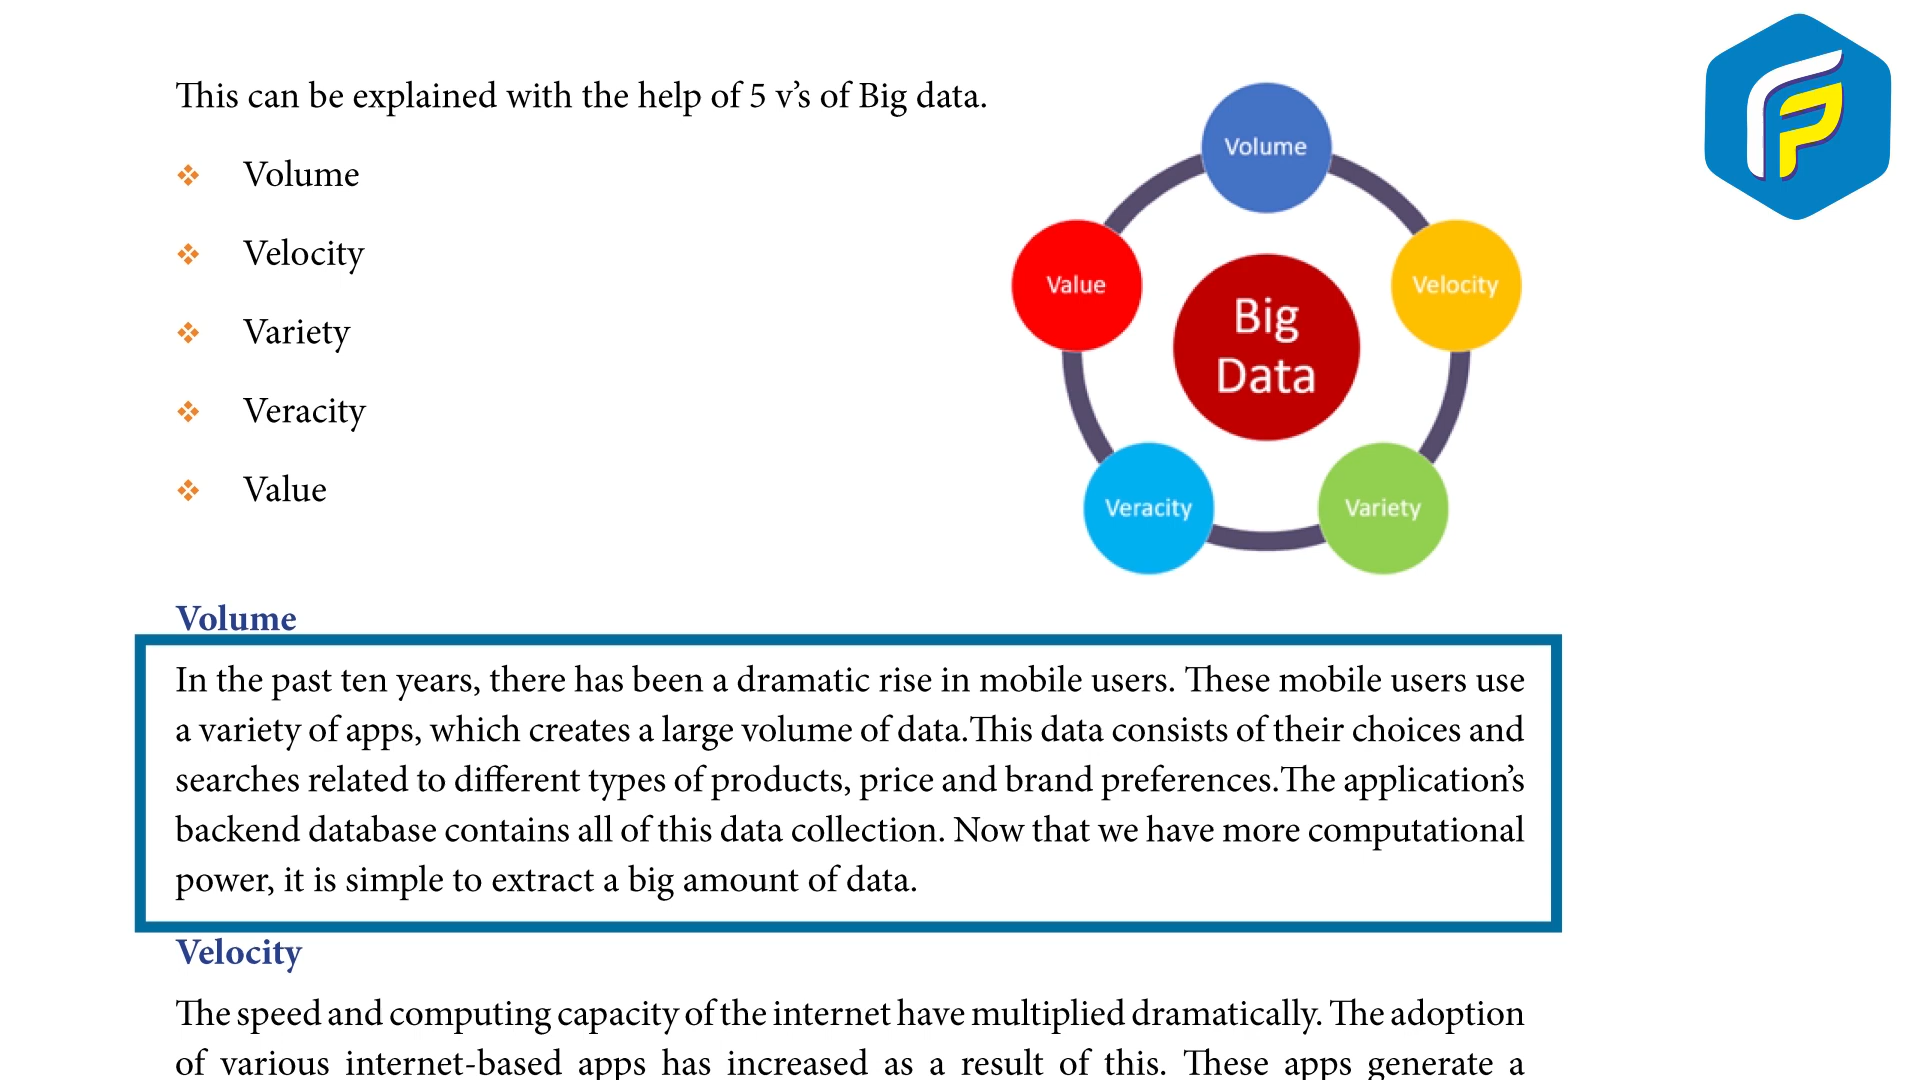 This can be explained with the help of 5 v’s of Big data.
❖ Volume
❖ Velocity
❖ Variety
❖ Veracity
❖ Value
Volume
Velocity
Variety
Veracity
Value
Big
Data
Volume
In the past ten years, there has been a dramatic rise in mobile users. These mobile users use
a variety of apps, which creates a large volume of data.This data consists of their choices and
searches related to different types of products, price and brand preferences.The application’s
backend database contains all of this data collection. Now that we have more computational
power, it is simple to extract a big amount of data.
Velocity
The speed and computing capacity of the internet have multiplied dramatically. The adoption
of various internet-based apps has increased as a result of this. These apps generate a